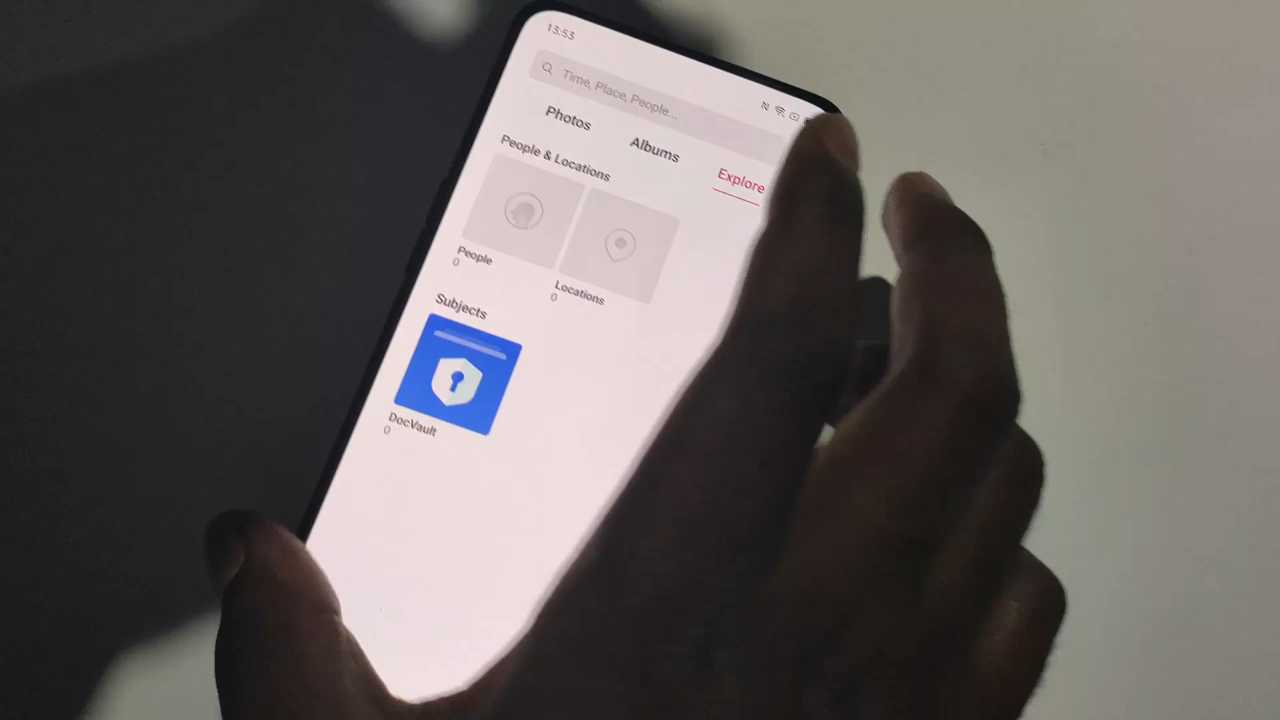 13:53
Time, Place, People...
Photos Albums Explore
People & Locations
People
0
Locations
0
Subjects
DocVault
0